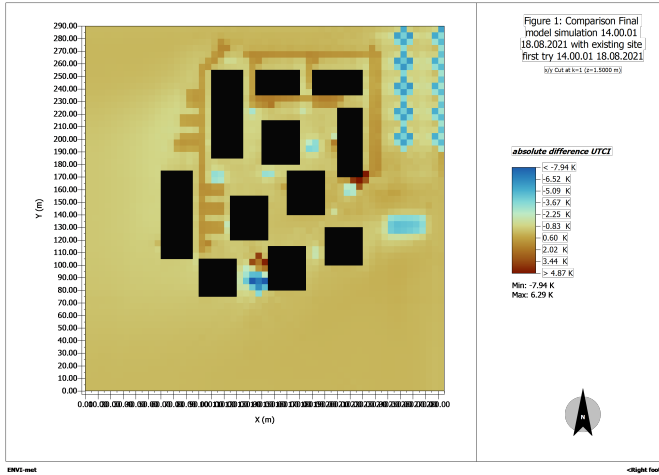 Figure 1: Comparison Final
model simulation 14.00.01
18.08.2021 with existing site
first try 14.00.01 18.08.2021
x/y Cut at k=1 (z=1.5000 m)
absolute difference UTCI
< -7.94 K
-6.52 K
-5.09 K
-3.67 K
-2.25 K
-0.83 K
0.60 K
2.02 K
3.44 K
> 4.87 K
Min: -7.94 K
Max: 6.29 K
N
Y (m)
290.00
280.00
270.00
260.00
250.00
240.00
230.00
220.00
210.00
200.00
190.00
180.00
170.00
160.00
150.00
140.00
130.00
120.00
110.00
100.00
90.00
80.00
70.00
60.00
50.00
40.00
30.00
20.00
10.00
0.00
X (m)
ENVI-met
<Right foo